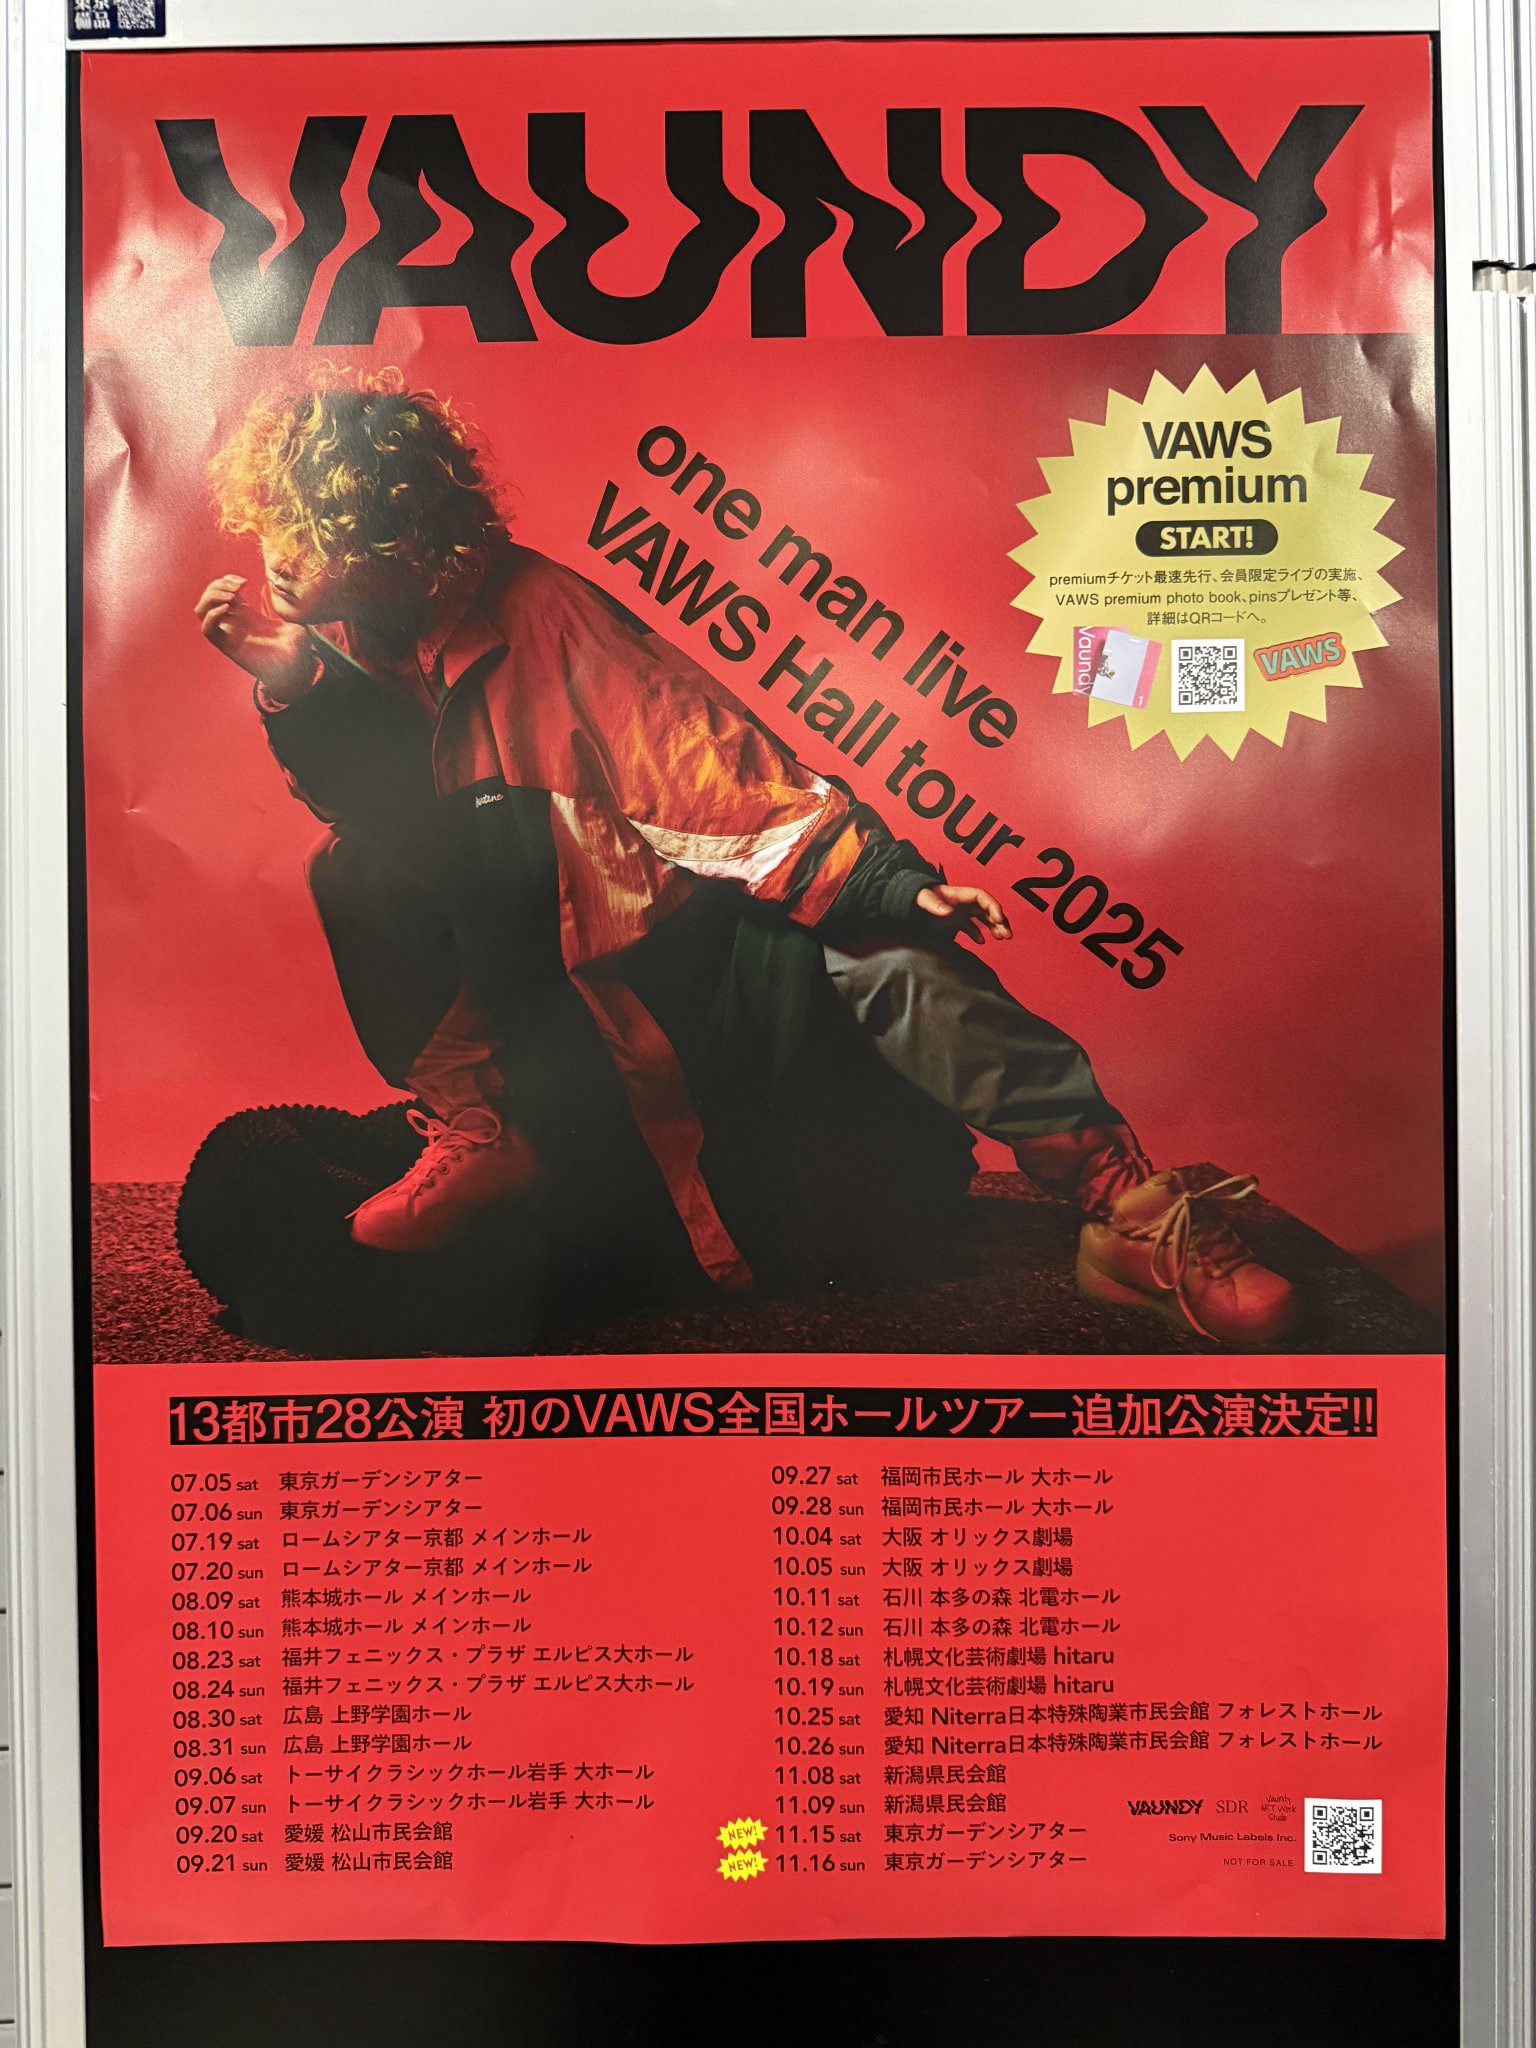 東京
備品
VAUNDY
one man live
VAWS Hall tour 2025
VAWS
premium
START!
premiumチケット最速先行、会員限定ライブの実施、
VAWS premium photo book、pinsプレゼント等、
詳細はQRコードへ。
Vaundy
1
VAWS
13都市28公演 初のVAWS全国ホールツアー追加公演決定!!
07.05 sat 東京ガーデンシアター
07.06 sun 東京ガーデンシアター
07.19 sat ロームシアター京都 メインホール
07.20 sun ロームシアター京都 メインホール
08.09 sat 熊本城ホール メインホール
08.10 sun 熊本城ホール メインホール
08.23 sat 福井フェニックス・プラザ エルピス大ホール
08.24 sun 福井フェニックス・プラザ エルピス大ホール
08.30 sat 広島 上野学園ホール
08.31 sun 広島 上野学園ホール
09.06 sat トーサイクラシックホール岩手 大ホール
09.07 sun トーサイクラシックホール岩手 大ホール
09.20 sat 愛媛 松山市民会館
09.21 sun 愛媛 松山市民会館
09.27 sat 福岡市民ホール 大ホール
09.28 sun 福岡市民ホール 大ホール
10.04 sat 大阪 オリックス劇場
10.05 sun 大阪 オリックス劇場
10.11 sat 石川 本多の森 北電ホール
10.12 sun 石川 本多の森 北電ホール
10.18 sat 札幌文化芸術劇場 hitaru
10.19 sun 札幌文化芸術劇場 hitaru
10.25 sat 愛知 Niterra日本特殊陶業市民会館 フォレストホール
10.26 sun 愛知 Niterra日本特殊陶業市民会館 フォレストホール
11.08 sat 新潟県民会館
11.09 sun 新潟県民会館
NEW! 11.15 sat 東京ガーデンシアター
NEW! 11.16 sun 東京ガーデンシアター
VAUNDY SDR Vaundy ART Work Studio
Sony Music Labels Inc.
NOT FOR SALE